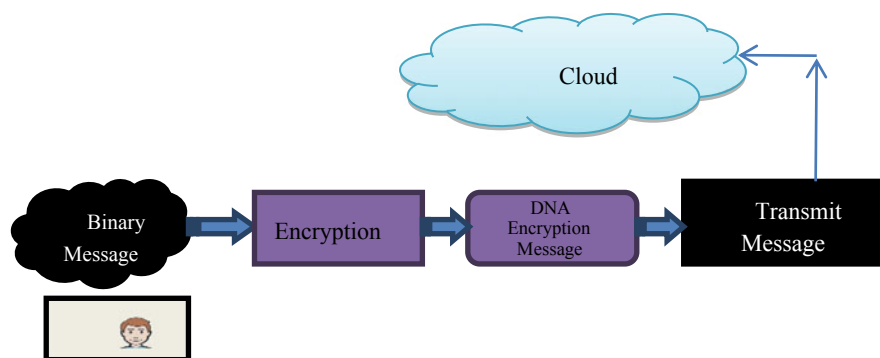 Cloud
Binary
Message
Encryption
DNA
Encryption
Message
Transmit
Message